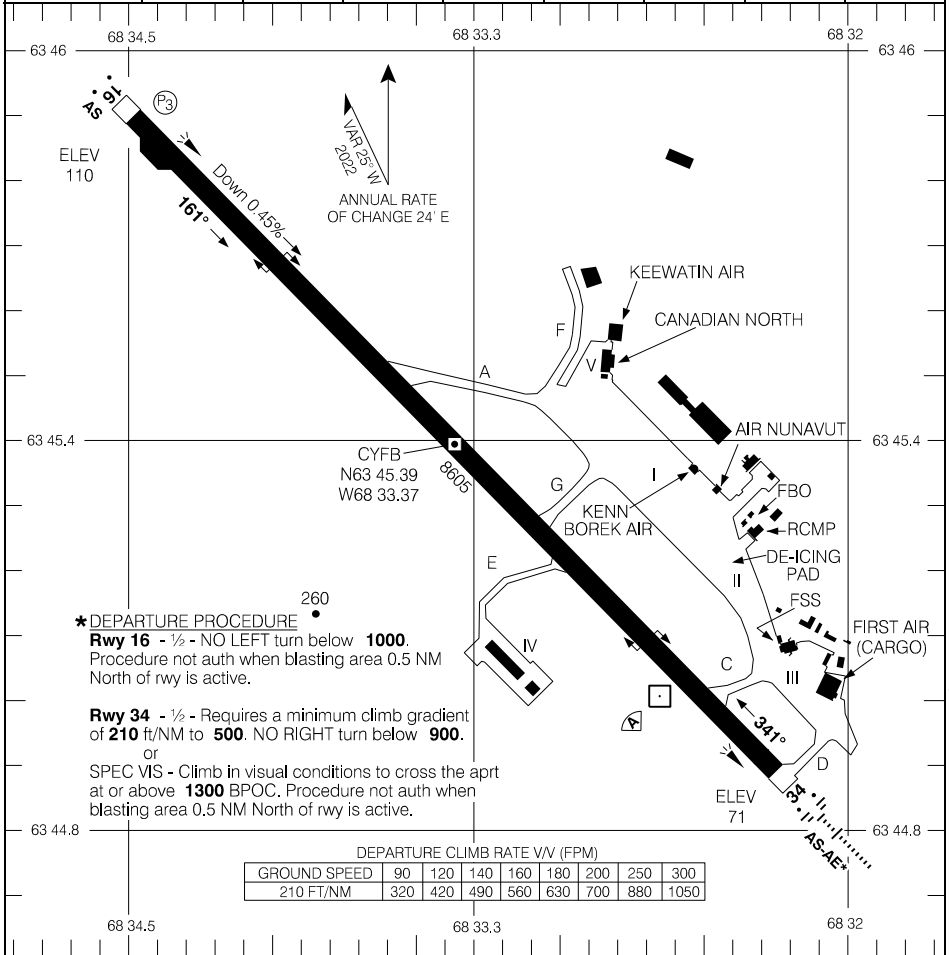 68 34.5 68 33.3 68 32
63 46 63 46
16
AS
P3
ELEV
110
VAR 25° W
2022
ANNUAL RATE
OF CHANGE 24' E
Down 0.45%
161°
KEEWATIN AIR
CANADIAN NORTH
F
V
A
63 45.4 63 45.4
AIR NUNAVUT
CYFB
N63 45.39
W68 33.37
8605
G
I
KENN
BOREK AIR
FBO
RCMP
DE-ICING
PAD
II
E
FSS
260
IV
C
III
FIRST AIR
(CARGO)
* DEPARTURE PROCEDURE
Rwy 16 - ½ - NO LEFT turn below 1000.
Procedure not auth when blasting area 0.5 NM
North of rwy is active.
Rwy 34 - ½ - Requires a minimum climb gradient
of 210 ft/NM to 500. NO RIGHT turn below 900.
or
SPEC VIS - Climb in visual conditions to cross the aprt
at or above 1300 BPOC. Procedure not auth when
blasting area 0.5 NM North of rwy is active.
A
341°
D
ELEV
71
34
AS-AE*
63 44.8 63 44.8
DEPARTURE CLIMB RATE V/V (FPM)
GROUND SPEED 90 120 140 160 180 200 250 300
210 FT/NM 320 420 490 560 630 700 880 1050
68 34.5 68 33.3 68 32